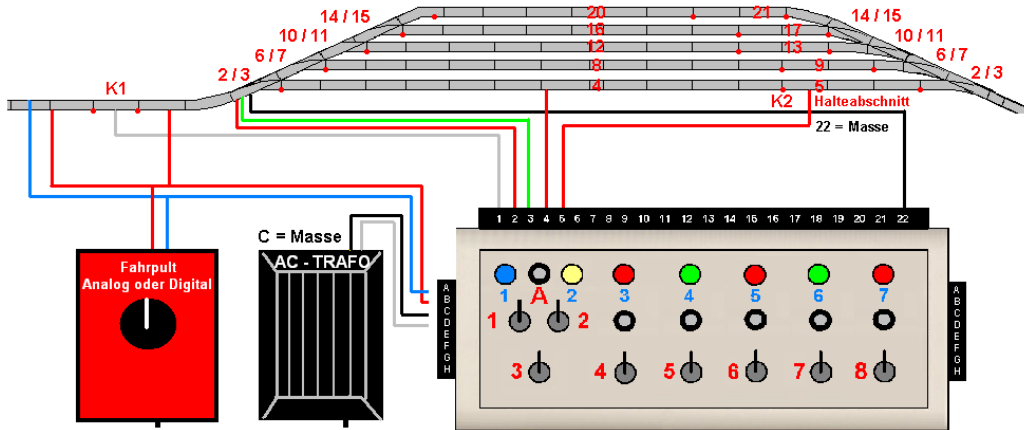 20 21
14 / 15 14 / 15
16 17
10 / 11 10 / 11
12 13
6 / 7 6 / 7
8 9
2 / 3 2 / 3
K1 4 5
K2 Halteabschnitt
22 = Masse
1 2 3 4 5 6 7 8 9 10 11 12 13 14 15 16 17 18 19 20 21 22
C = Masse
AC - TRAFO
Fahrpult
Analog oder Digital
A B C D E F G H
1 A 2 3 4 5 6 7
1 2
3 4 5 6 7 8
A B C D E F G H